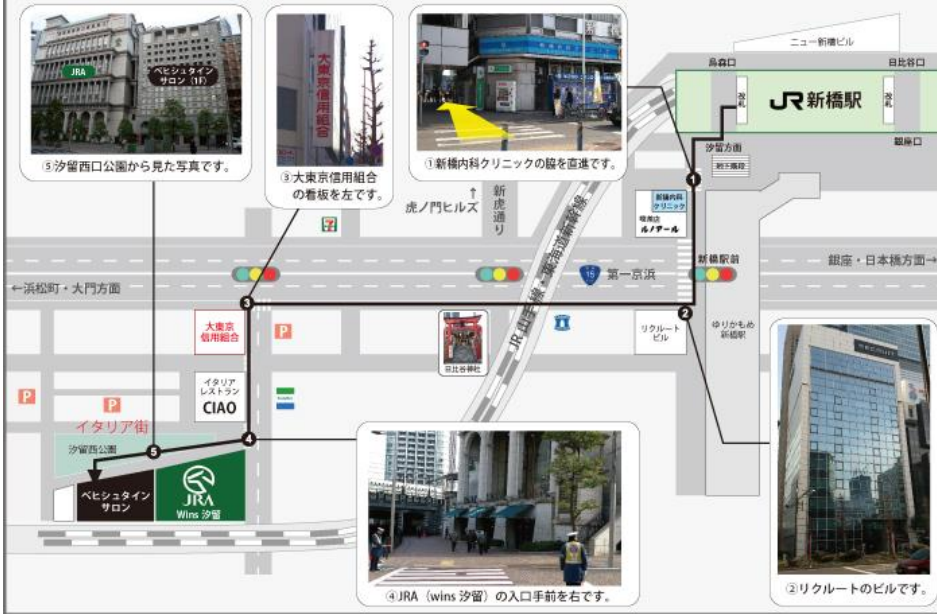 JRA
ベヒシュタイン
サロン（1F）
⑤汐留西口公園から見た写真です。
大東京信用組合
③大東京信用組合
の看板を左です。
①新橋内科クリニックの脇を直進です。
ニュー新橋ビル
烏森口
日比谷口
改札
JR 新橋駅
改札
汐留方面
地下階段
銀座口
1
新橋内科
クリニック
喫茶店
ルノアール
↑
虎ノ門ヒルズ
新虎通り
JR 山手線・東海道新幹線
15
第一京浜
新橋駅前
銀座・日本橋方面→
←浜松町・大門方面
3
2
大東京
信用組合
P
日比谷神社
リクルート
ビル
ゆりかもめ
新橋駅
イタリア
レストラン
CIAO
P
P
イタリア街
汐留西公園
4
5
ベヒシュタイン
サロン
JRA
Wins 汐留
④JRA（wins 汐留）の入口手前を右です。
②リクルートのビルです。